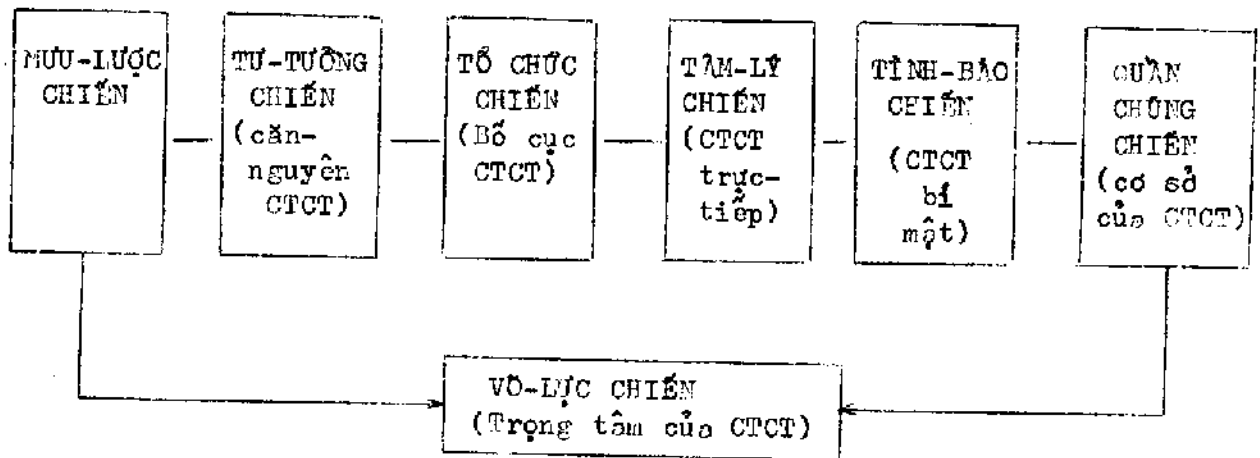 MƯU-LƯỢC
CHIẾN
TƯ-TƯỞNG
CHIẾN
(căn-
nguyên
CTCT)
TỔ CHỨC
CHIẾN
(Bố cục
CTCT)
TÂM-LÝ
CHIẾN
(CTCT
trực-
tiếp)
TÌNH-BÁO
CHIẾN
(CTCT
bí
mật)
QUẦN
CHÚNG
CHIẾN
(cơ sở
của CTCT)
VÕ-LỰC CHIẾN
(Trọng tâm của CTCT)